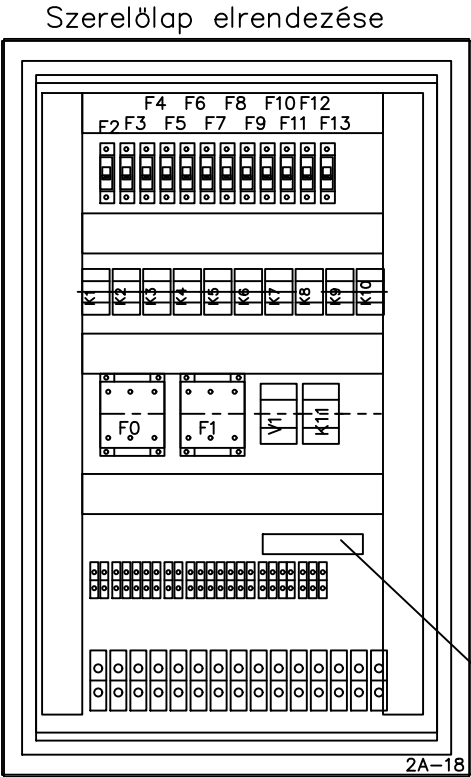 Szerelölap elrendezése
F4 F6 F8 F10 F12
F2 F3 F5 F7 F9 F11 F13
K1 K2 K3 K4 K5 K6 K7 K8 K9 K10
F0 F1 V1 K11
2A-18